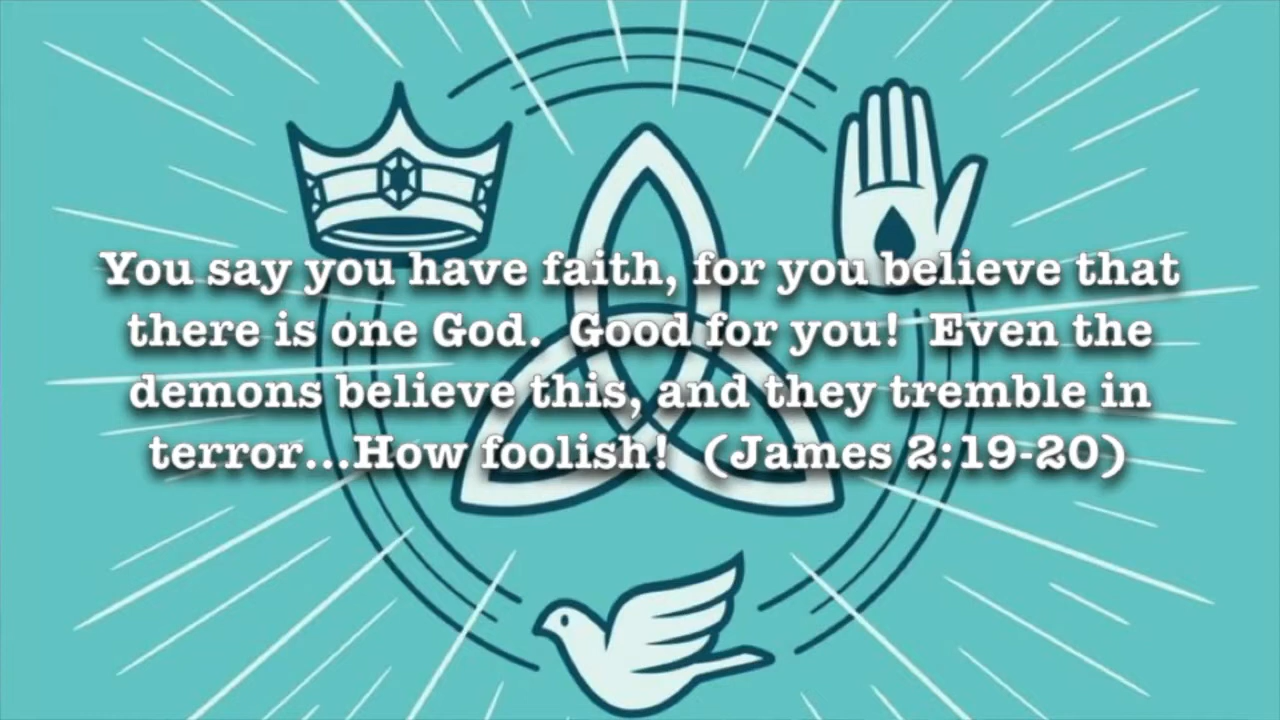 You say you have faith, for you believe that
there is one God.  Good for you!  Even the
demons believe this, and they tremble in
terror...How foolish!  (James 2:19-20)